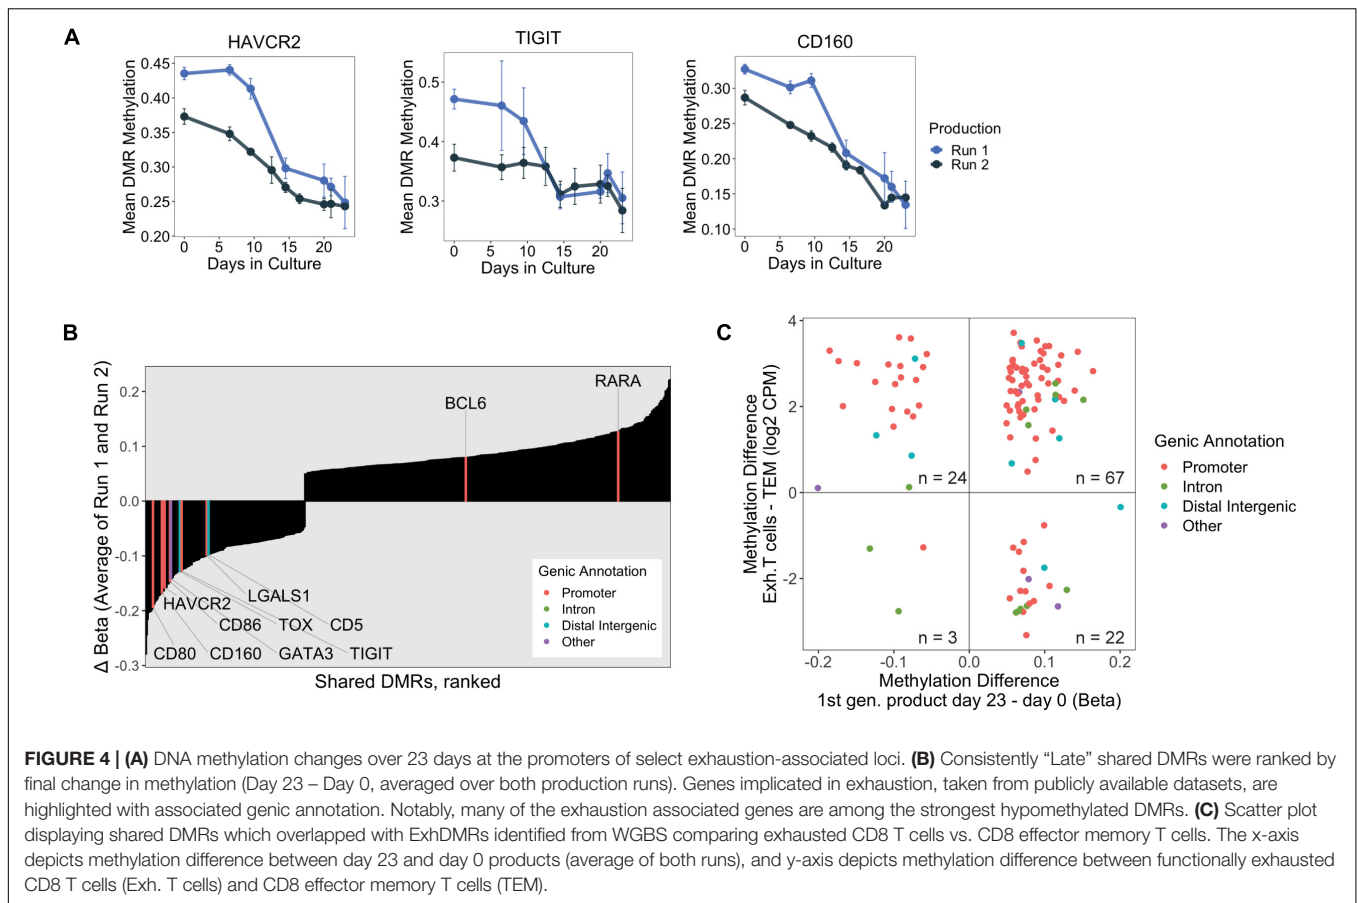 A
HAVCR2
TIGIT
CD160
Mean DMR Methylation
0.45
0.40
0.35
0.30
0.25
0.20
0 5 10 15 20
Days in Culture
Mean DMR Methylation
0.5
0.4
0.3
0 5 10 15 20
Days in Culture
Mean DMR Methylation
0.30
0.25
0.20
0.15
0.10
0 5 10 15 20
Days in Culture
Production
Run 1
Run 2
B
Δ Beta (Average of Run 1 and Run 2)
0.2
0.1
0.0
-0.1
-0.2
-0.3
RARA
BCL6
HAVCR2
LGALS1
CD86
TOX
CD5
CD80
CD160
GATA3
TIGIT
Genic Annotation
Promoter
Intron
Distal Intergenic
Other
Shared DMRs, ranked
C
Methylation Difference
Exh.T cells - TEM (log2 CPM)
4
2
0
-2
n = 24
n = 67
n = 3
n = 22
-0.2 -0.1 0.0 0.1 0.2
Methylation Difference
1st gen. product day 23 - day 0 (Beta)
Genic Annotation
Promoter
Intron
Distal Intergenic
Other
FIGURE 4 | (A) DNA methylation changes over 23 days at the promoters of select exhaustion-associated loci. (B) Consistently “Late” shared DMRs were ranked by
final change in methylation (Day 23 – Day 0, averaged over both production runs). Genes implicated in exhaustion, taken from publicly available datasets, are
highlighted with associated genic annotation. Notably, many of the exhaustion associated genes are among the strongest hypomethylated DMRs. (C) Scatter plot
displaying shared DMRs which overlapped with ExhDMRs identified from WGBS comparing exhausted CD8 T cells vs. CD8 effector memory T cells. The x-axis
depicts methylation difference between day 23 and day 0 products (average of both runs), and y-axis depicts methylation difference between functionally exhausted
CD8 T cells (Exh. T cells) and CD8 effector memory T cells (TEM).